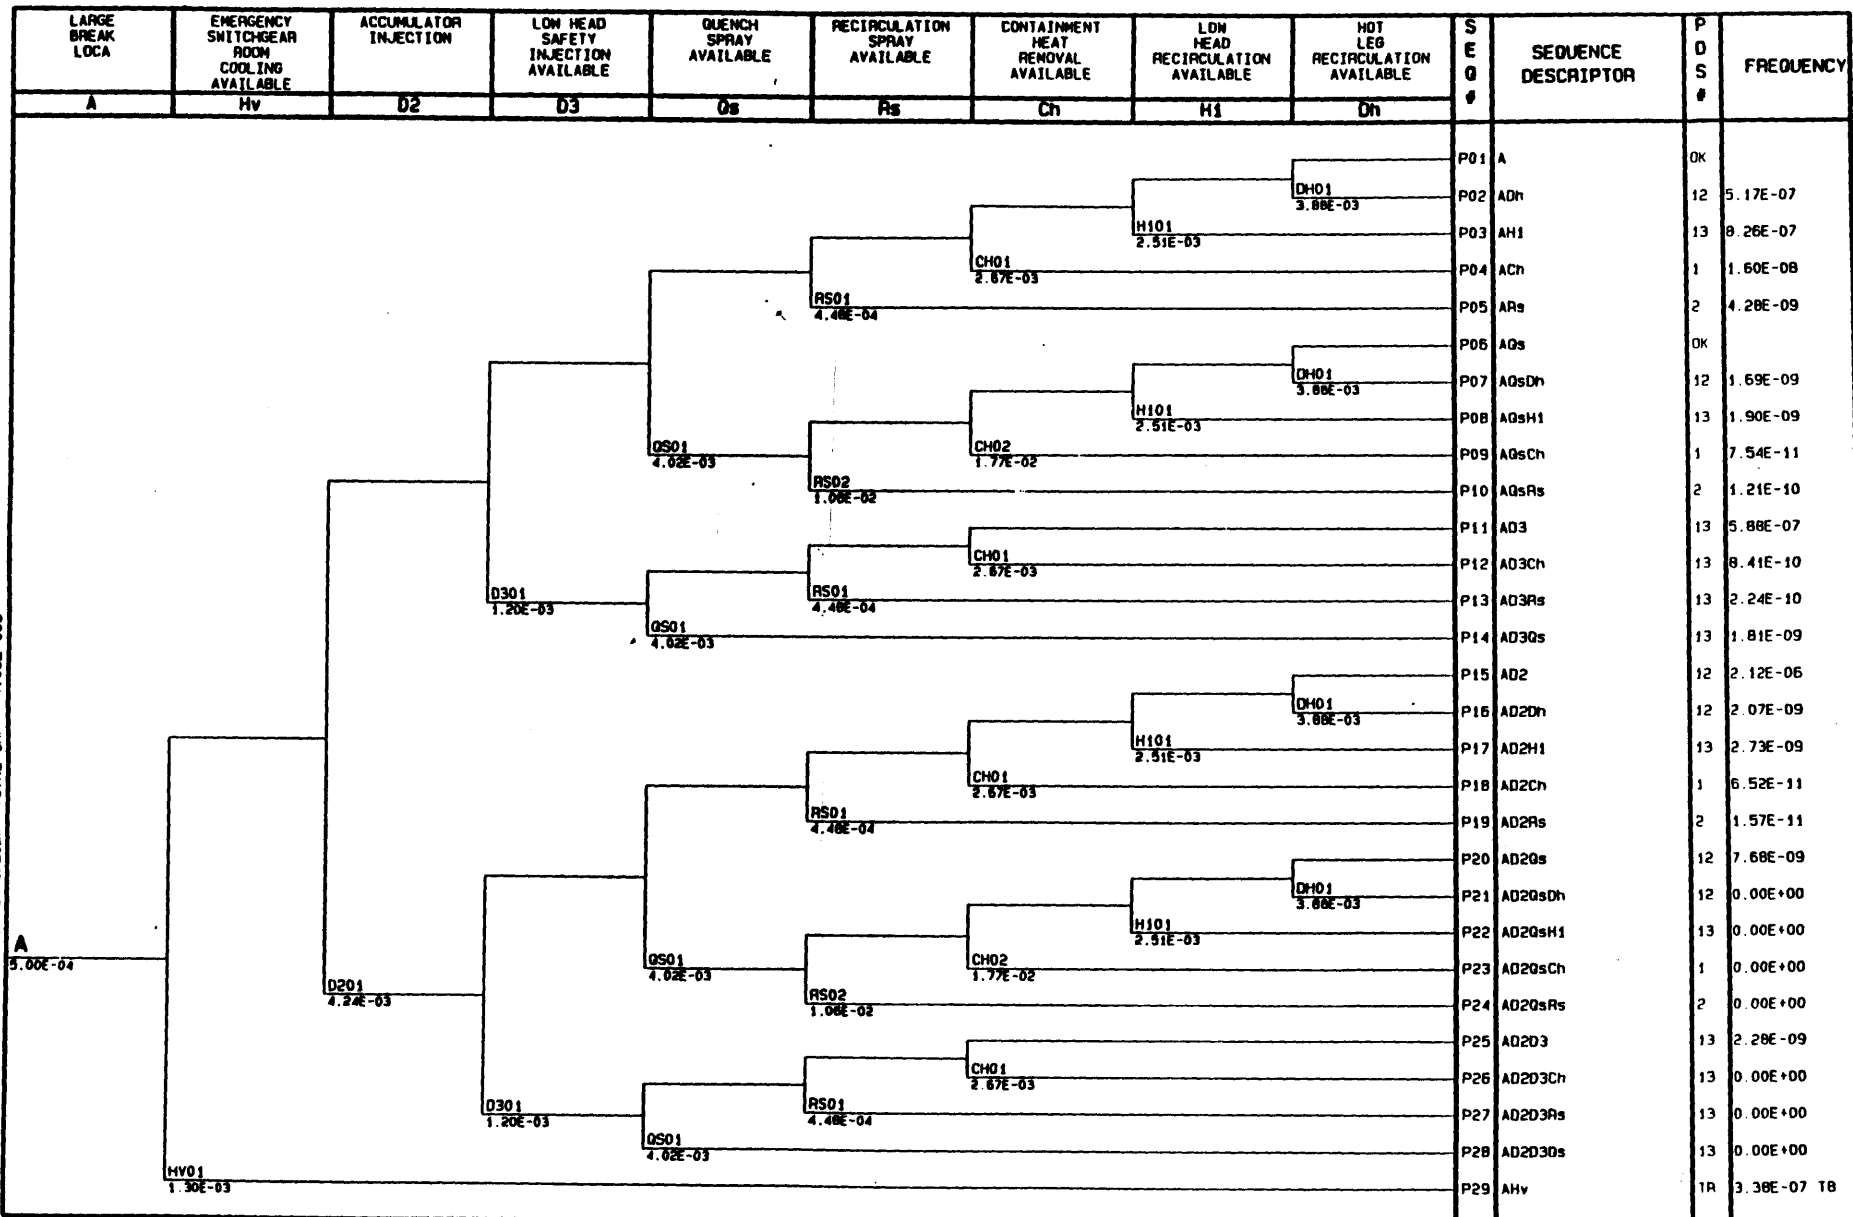 LARGE BREAK LOCA
EMERGENCY SWITCHGEAR ROOM COOLING AVAILABLE
ACCUMULATOR INJECTION
LOW HEAD SAFETY INJECTION AVAILABLE
QUENCH SPRAY AVAILABLE
RECIRCULATION SPRAY AVAILABLE
CONTAINMENT HEAT REMOVAL AVAILABLE
LOW HEAD RECIRCULATION AVAILABLE
HOT LEG RECIRCULATION AVAILABLE
SEQ#
SEQUENCE DESCRIPTOR
PDS#
FREQUENCY
A Hv D2 D3 Qs Rs Ch H1 Dh
P01 A OK
DH01
3.88E-03
P02 ADh 12 5.17E-07
H101
2.51E-03
P03 AH1 13 8.26E-07
CH01
2.67E-03
P04 ACh 1 1.60E-08
RS01
4.48E-04
P05 ARs 2 4.28E-09
P06 AQs OK
DH01
3.88E-03
P07 AQsDh 12 1.69E-09
H101
2.51E-03
P08 AQsH1 13 1.90E-09
QS01
4.02E-03
CH02
1.77E-02
P09 AQsCh 1 7.54E-11
RS02
1.06E-02
P10 AQsRs 2 1.21E-10
P11 AD3 13 5.88E-07
CH01
2.67E-03
P12 AD3Ch 13 8.41E-10
D301
1.20E-03
RS01
4.48E-04
P13 AD3Rs 13 2.24E-10
QS01
4.02E-03
P14 AD3Qs 13 1.81E-09
P15 AD2 12 2.12E-06
DH01
3.88E-03
P16 AD2Dh 12 2.07E-09
H101
2.51E-03
P17 AD2H1 13 2.73E-09
CH01
2.67E-03
P18 AD2Ch 1 6.52E-11
RS01
4.48E-04
P19 AD2Rs 2 1.57E-11
P20 AD2Qs 12 7.68E-09
DH01
3.88E-03
P21 AD2QsDh 12 0.00E+00
H101
2.51E-03
P22 AD2QsH1 13 0.00E+00
A
5.00E-04
QS01
4.02E-03
CH02
1.77E-02
P23 AD2QsCh 1 0.00E+00
D201
4.24E-03
RS02
1.06E-02
P24 AD2QsRs 2 0.00E+00
P25 AD2D3 13 2.28E-09
CH01
2.67E-03
P26 AD2D3Ch 13 0.00E+00
D301
1.20E-03
RS01
4.48E-04
P27 AD2D3Rs 13 0.00E+00
QS01
4.02E-03
P28 AD2D3Qs 13 0.00E+00
HV01
1.30E-03
P29 AHv TR 3.38E-07 TB